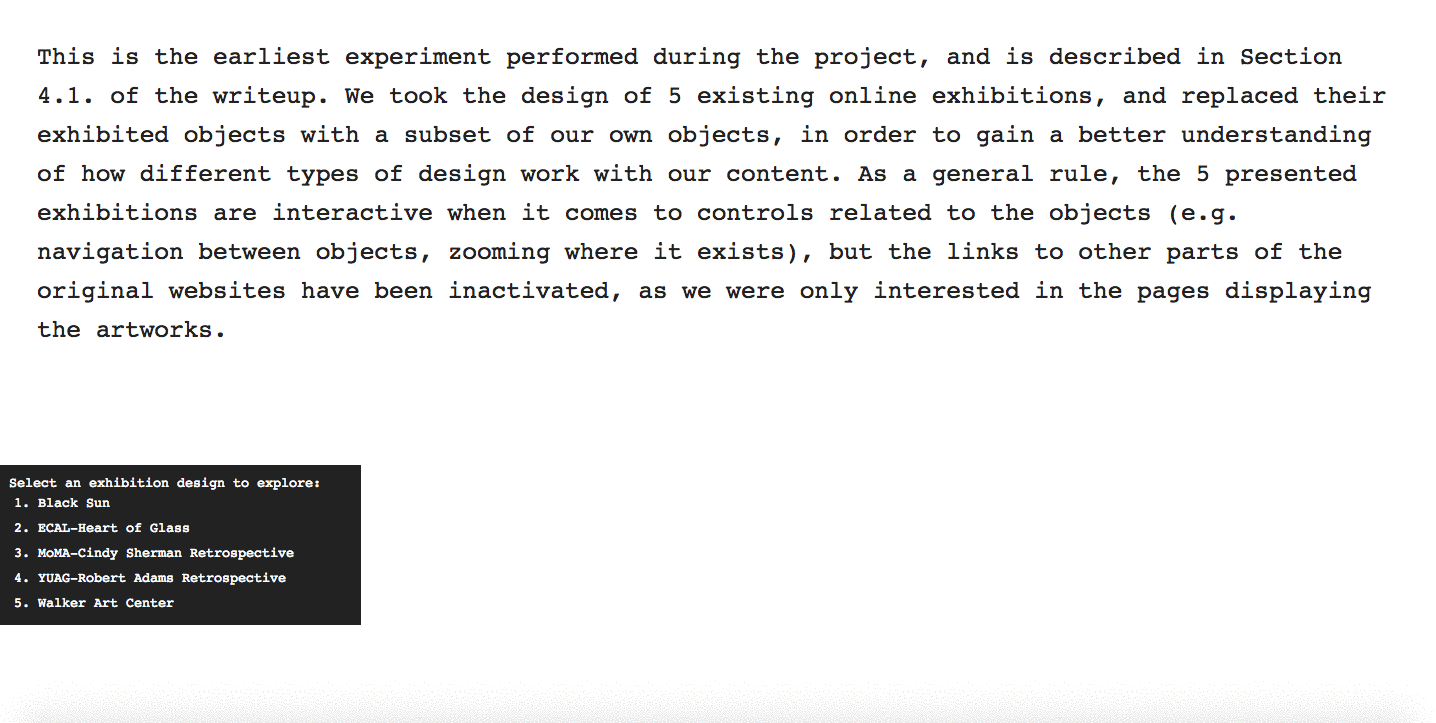 This is the earliest experiment performed during the project, and is described in Section
4.1. of the writeup. We took the design of 5 existing online exhibitions, and replaced their
exhibited objects with a subset of our own objects, in order to gain a better understanding
of how different types of design work with our content. As a general rule, the 5 presented
exhibitions are interactive when it comes to controls related to the objects (e.g.
navigation between objects, zooming where it exists), but the links to other parts of the
original websites have been inactivated, as we were only interested in the pages displaying
the artworks.
Select an exhibition design to explore:
1. Black Sun
2. ECAL-Heart of Glass
3. MoMA-Cindy Sherman Retrospective
4. YUAG-Robert Adams Retrospective
5. Walker Art Center